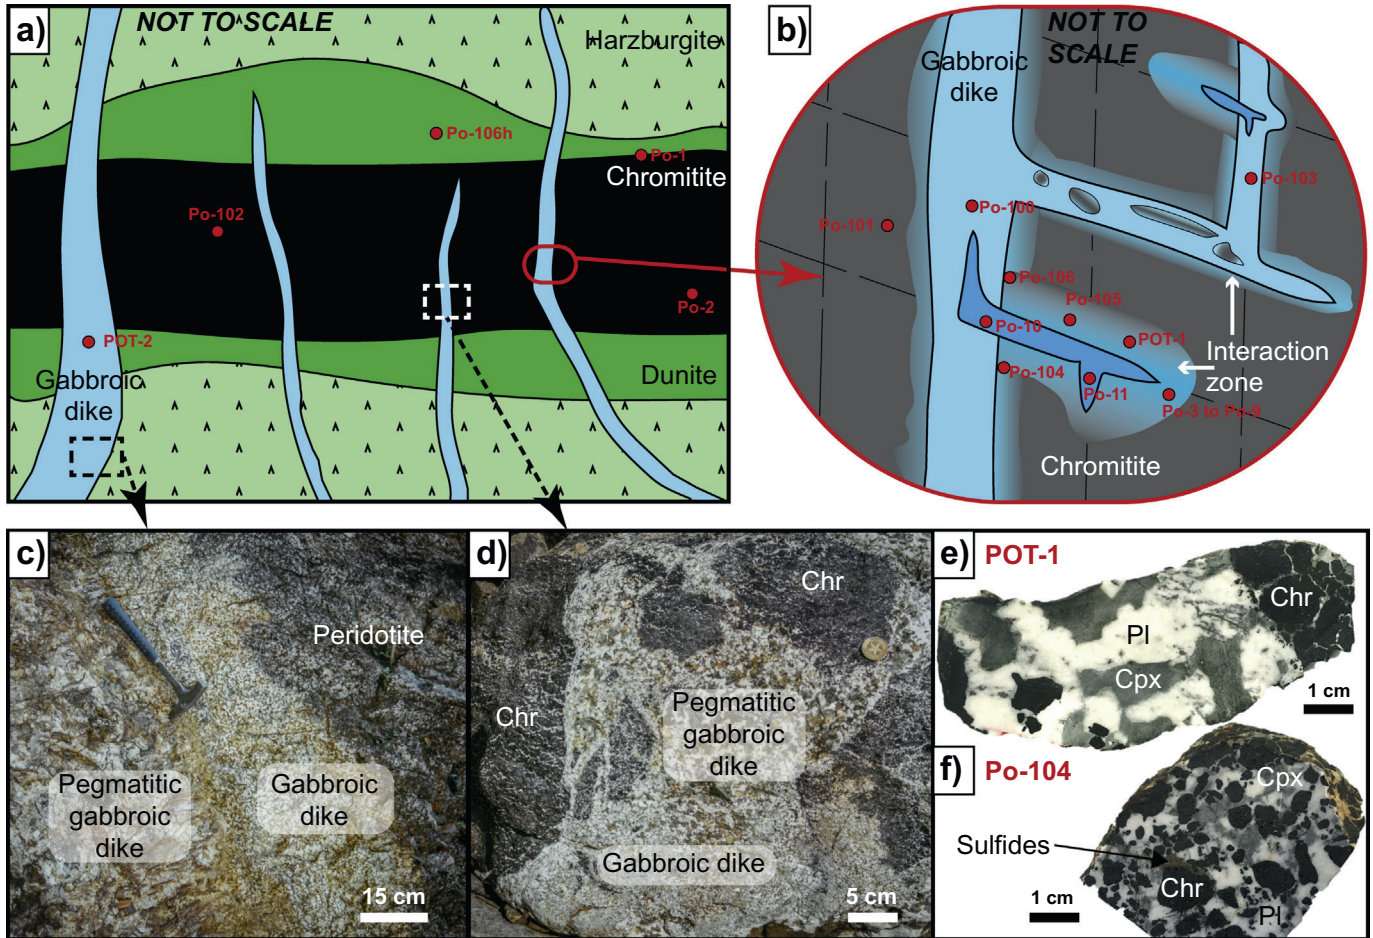 a)
NOT TO SCALE
Harzburgite
Po-106h
Po-1
Chromitite
Po-102
Po-2
POT-2
Gabbroic
dike
Dunite
b)
NOT TO
SCALE
Gabbroic
dike
Po-103
Po-100
Po-101
Po-106
Po-105
Po-10
POT-1
Interaction
zone
Po-104
Po-11
Po-3 to Po-9
Chromitite
c)
Peridotite
Pegmatitic
gabbroic
dike
Gabbroic
dike
15 cm
d)
Chr
Chr
Pegmatitic
gabbroic
dike
Gabbroic dike
5 cm
e) POT-1
Chr
Pl
Cpx
1 cm
f) Po-104
Cpx
Sulfides
Chr
1 cm
Pl